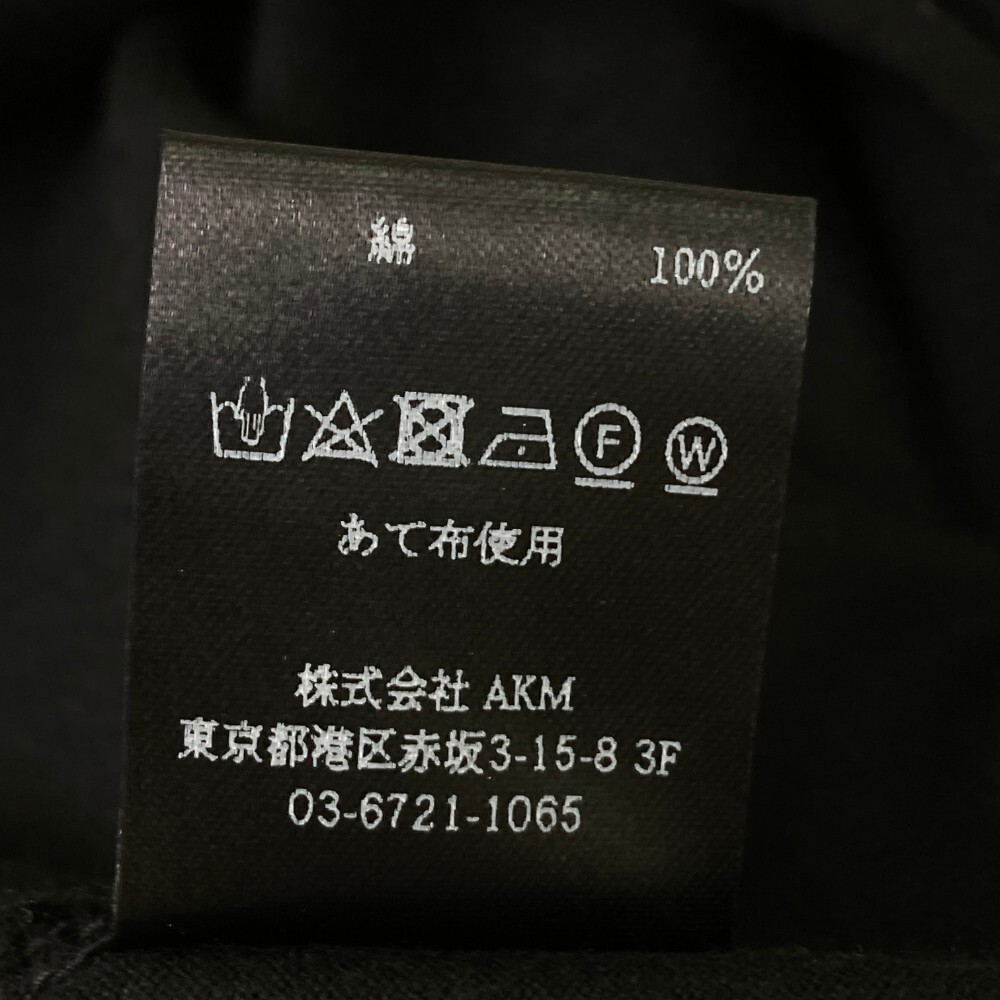 綿 100%
F W
あて布使用
株式会社 AKM
東京都港区赤坂3-15-8 3F
03-6721-1065